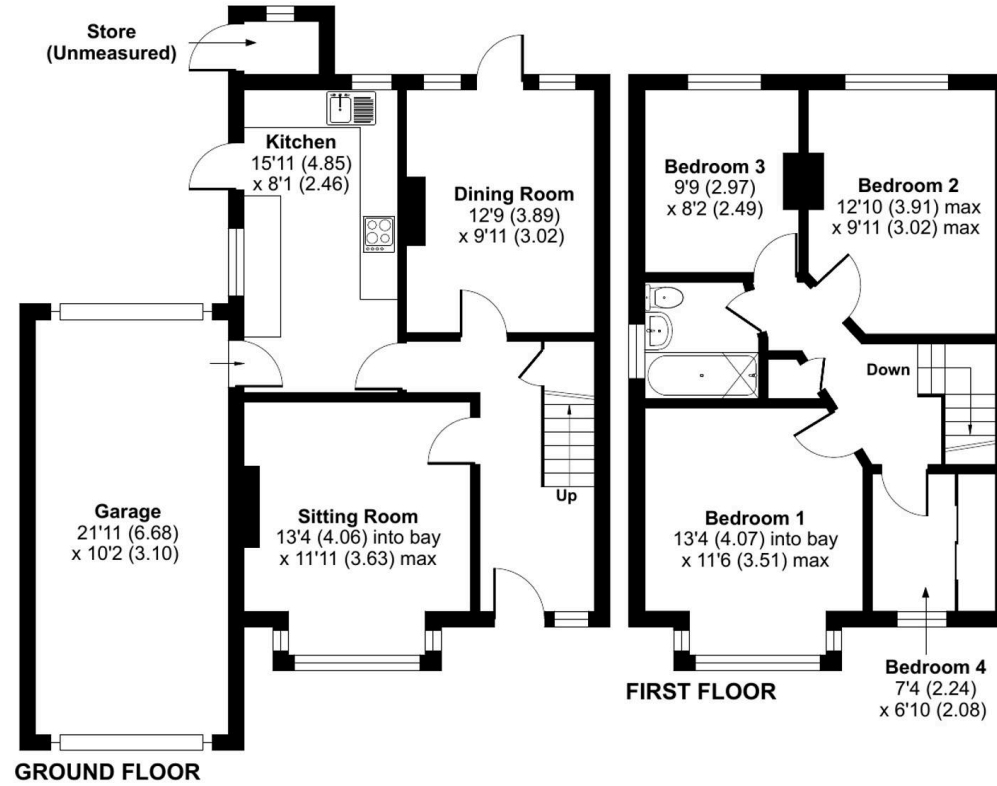 Store
(Unmeasured)
Kitchen
15'11 (4.85)
x 8'1 (2.46)
Dining Room
12'9 (3.89)
x 9'11 (3.02)
Garage
21'11 (6.68)
x 10'2 (3.10)
Sitting Room
13'4 (4.06) into bay
x 11'11 (3.63) max
Up
GROUND FLOOR
Bedroom 3
9'9 (2.97)
x 8'2 (2.49)
Bedroom 2
12'10 (3.91) max
x 9'11 (3.02) max
Down
Bedroom 1
13'4 (4.07) into bay
x 11'6 (3.51) max
Bedroom 4
7'4 (2.24)
x 6'10 (2.08)
FIRST FLOOR